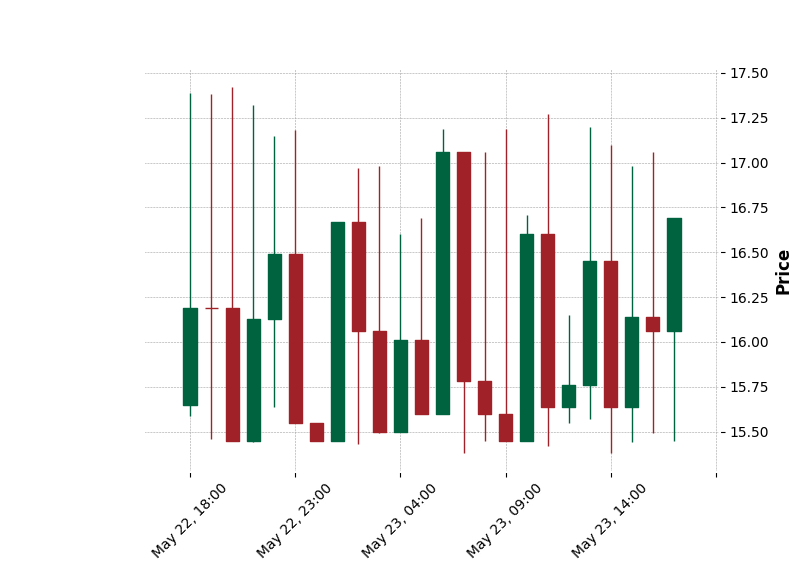 17.50
17.25
17.00
16.75
16.50
16.25
16.00
15.75
15.50
Price
May 22, 18:00
May 22, 23:00
May 23, 04:00
May 23, 09:00
May 23, 14:00